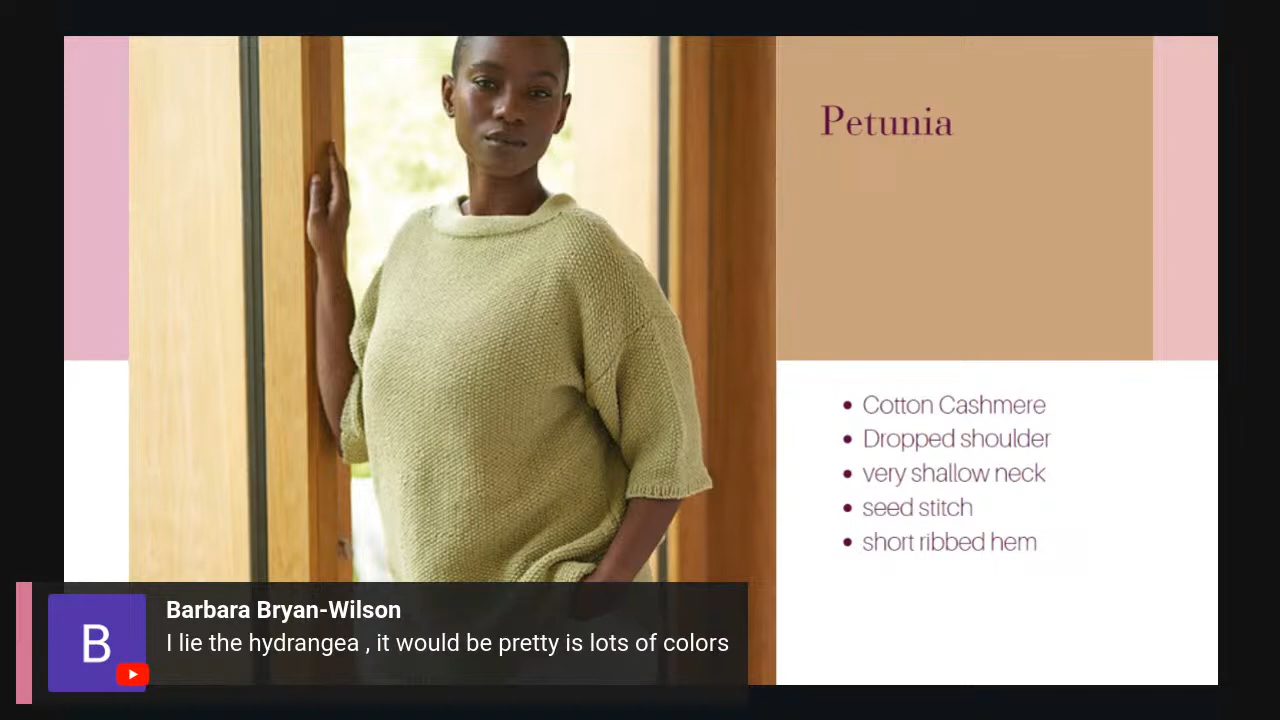 Petunia
Cotton Cashmere
Dropped shoulder
very shallow neck
seed stitch
short ribbed hem
B
Barbara Bryan-Wilson
I lie the hydrangea , it would be pretty is lots of colors